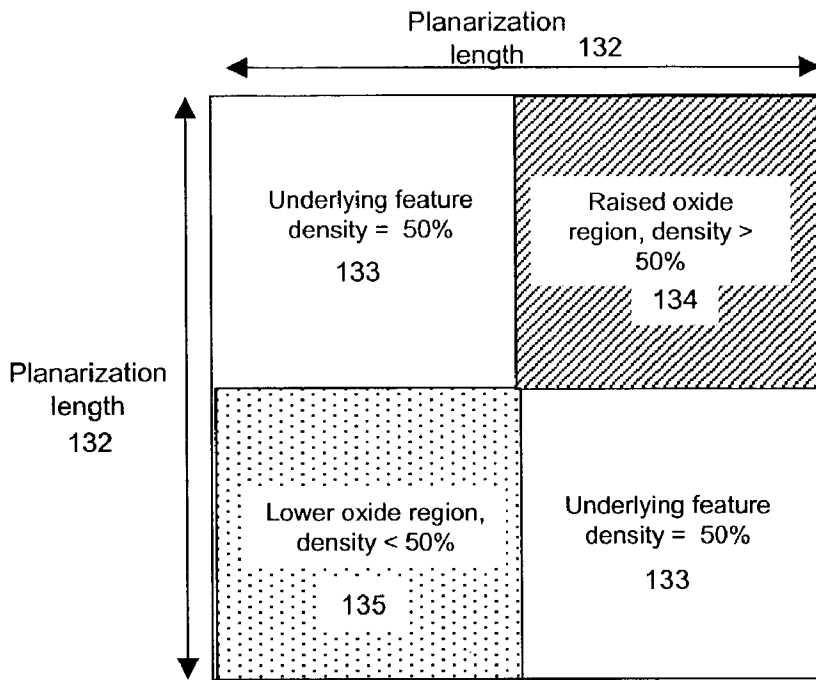 Planarization
length 132
Underlying feature
density = 50%
133
Raised oxide
region, density >
50%
134
Planarization
length
132
Lower oxide region,
density < 50%
135
Underlying feature
density = 50%
133